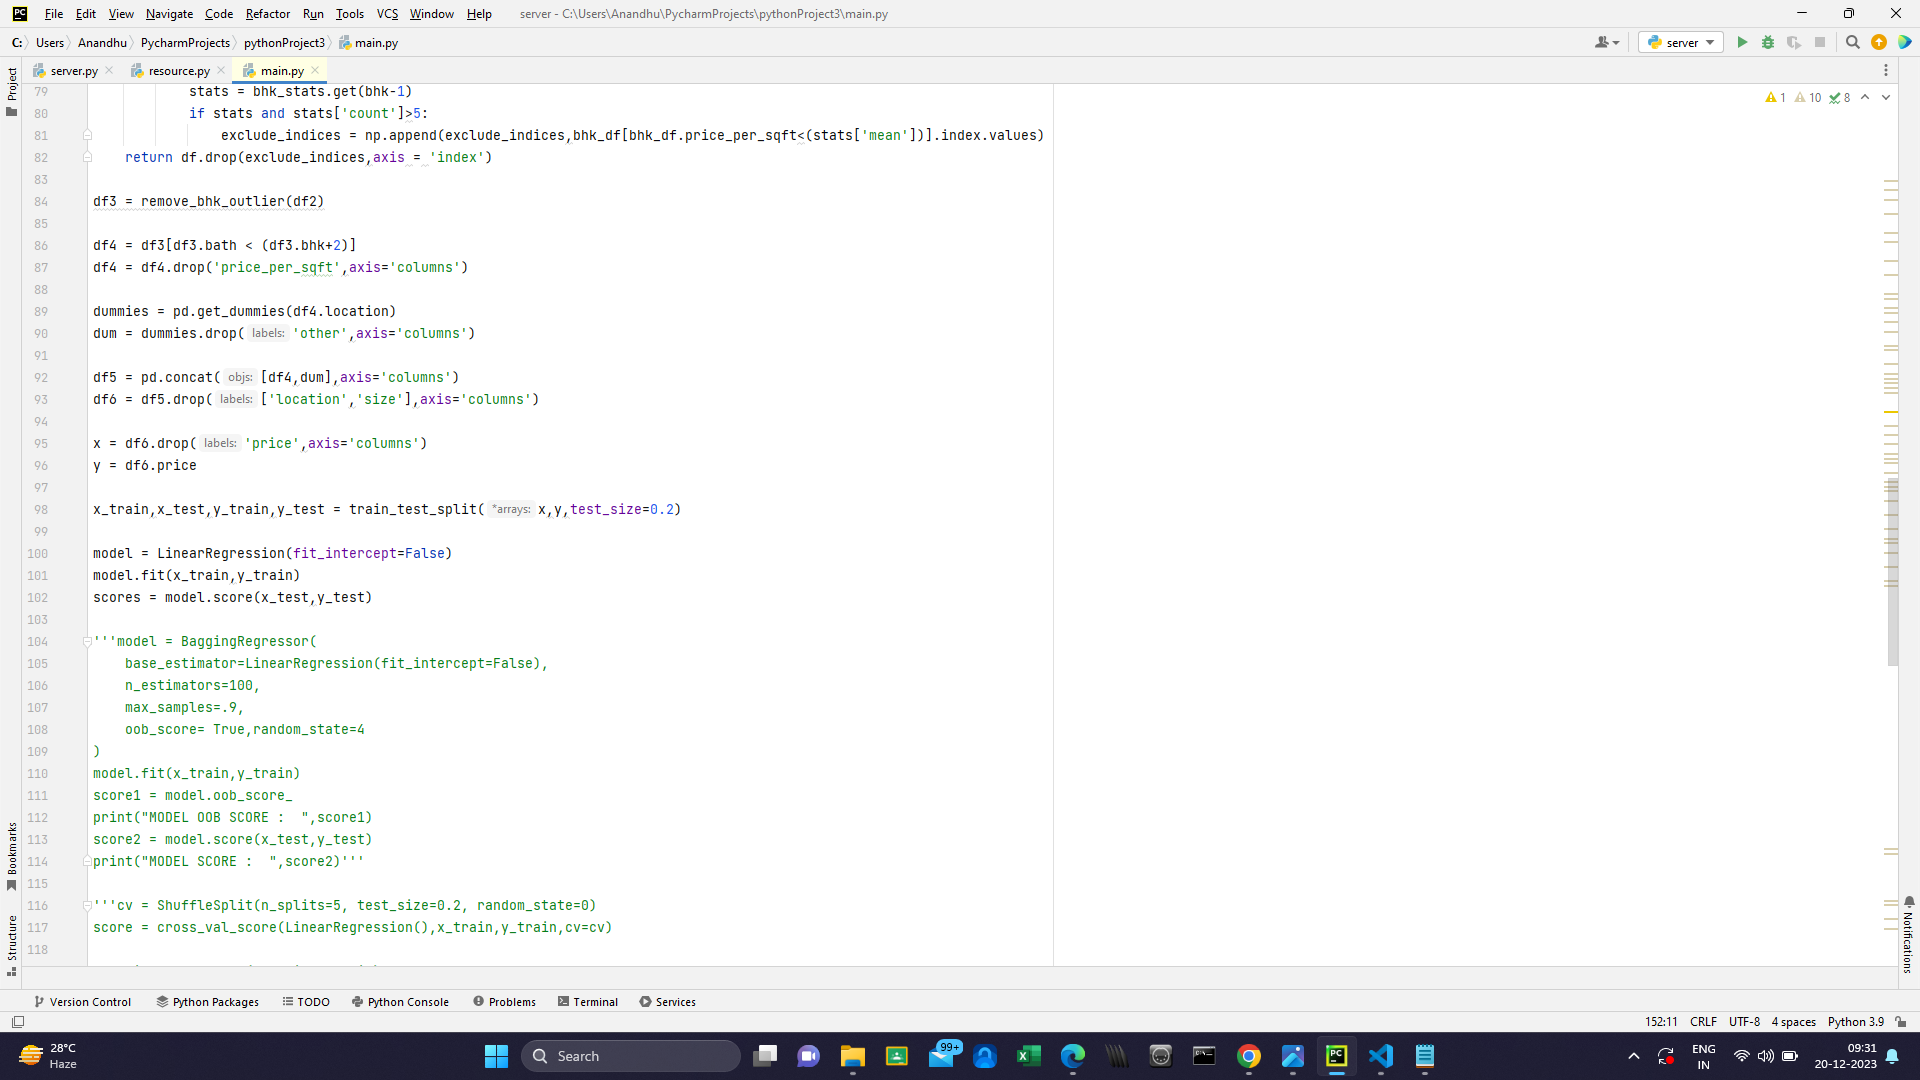 PC File Edit View Navigate Code Refactor Run Tools VCS Window Help server - C:\Users\Anandhu\PycharmProjects\pythonProject3\main.py
C: Users Anandhu PycharmProjects pythonProject3 main.py server
Project
server.py resource.py main.py
1 10 8
79 stats = bhk_stats.get(bhk-1)
80 if stats and stats['count']>5:
81 exclude_indices = np.append(exclude_indices,bhk_df[bhk_df.price_per_sqft<(stats['mean'])].index.values)
82 return df.drop(exclude_indices,axis = 'index')
83
84 df3 = remove_bhk_outlier(df2)
85
86 df4 = df3[df3.bath < (df3.bhk+2)]
87 df4 = df4.drop('price_per_sqft',axis='columns')
88
89 dummies = pd.get_dummies(df4.location)
90 dum = dummies.drop( labels: 'other',axis='columns')
91
92 df5 = pd.concat( objs: [df4,dum],axis='columns')
93 df6 = df5.drop( labels: ['location','size'],axis='columns')
94
95 x = df6.drop( labels: 'price',axis='columns')
96 y = df6.price
97
98 x_train,x_test,y_train,y_test = train_test_split( *arrays: x,y,test_size=0.2)
99
100 model = LinearRegression(fit_intercept=False)
101 model.fit(x_train,y_train)
102 scores = model.score(x_test,y_test)
103
104 '''model = BaggingRegressor(
105 base_estimator=LinearRegression(fit_intercept=False),
106 n_estimators=100,
107 max_samples=.9,
108 oob_score= True,random_state=4
109 )
110 model.fit(x_train,y_train)
111 score1 = model.oob_score_
112 print("MODEL OOB SCORE :  ",score1)
113 score2 = model.score(x_test,y_test)
114 print("MODEL SCORE :  ",score2)'''
115
116 '''cv = ShuffleSplit(n_splits=5, test_size=0.2, random_state=0)
117 score = cross_val_score(LinearRegression(),x_train,y_train,cv=cv)
118
Bookmarks
Structure
Notifications
Version Control Python Packages TODO Python Console Problems Terminal Services
152:11 CRLF UTF-8 4 spaces Python 3.9
28°C
Haze
Search
99+
PC
ENG
IN
09:31
20-12-2023